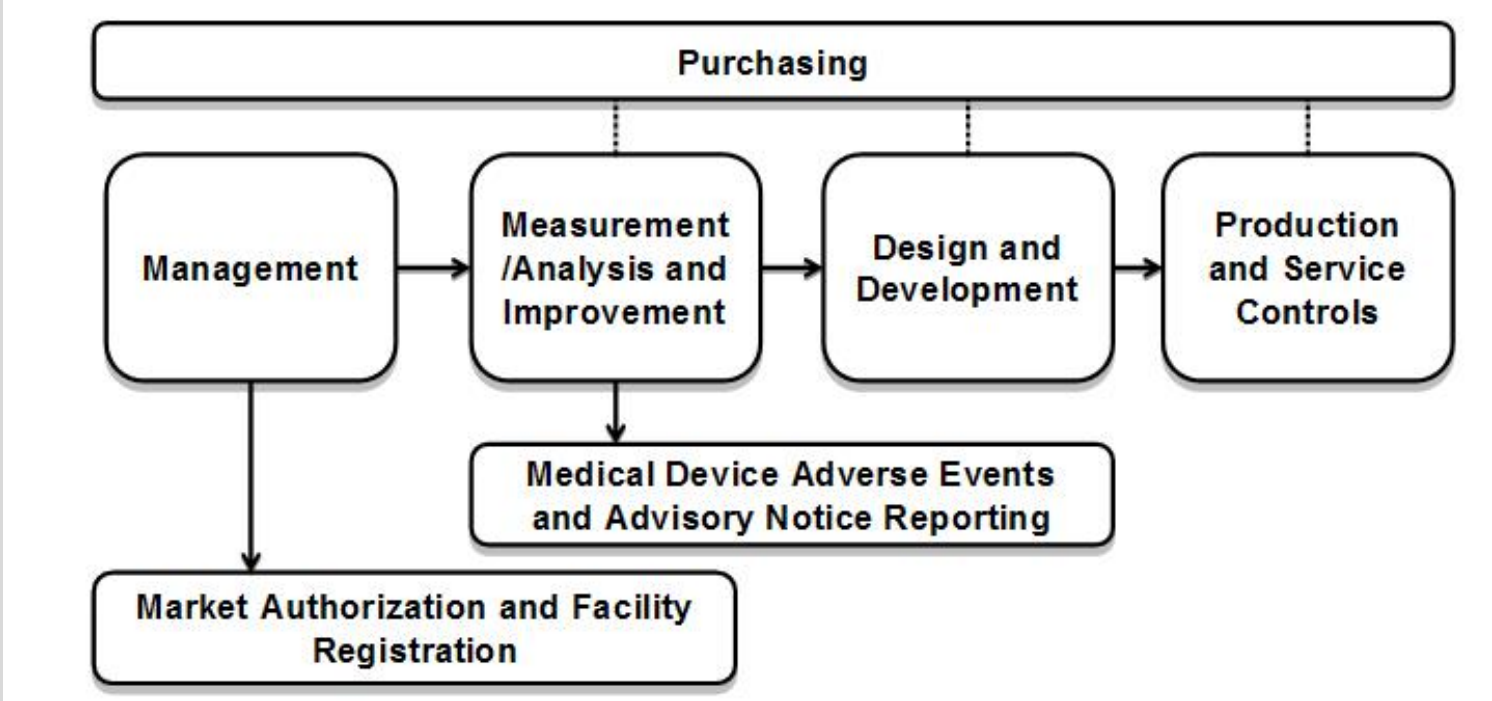 Purchasing
Management
Measurement
/Analysis and
Improvement
Design and
Development
Production
and Service
Controls
Medical Device Adverse Events
and Advisory Notice Reporting
Market Authorization and Facility
Registration